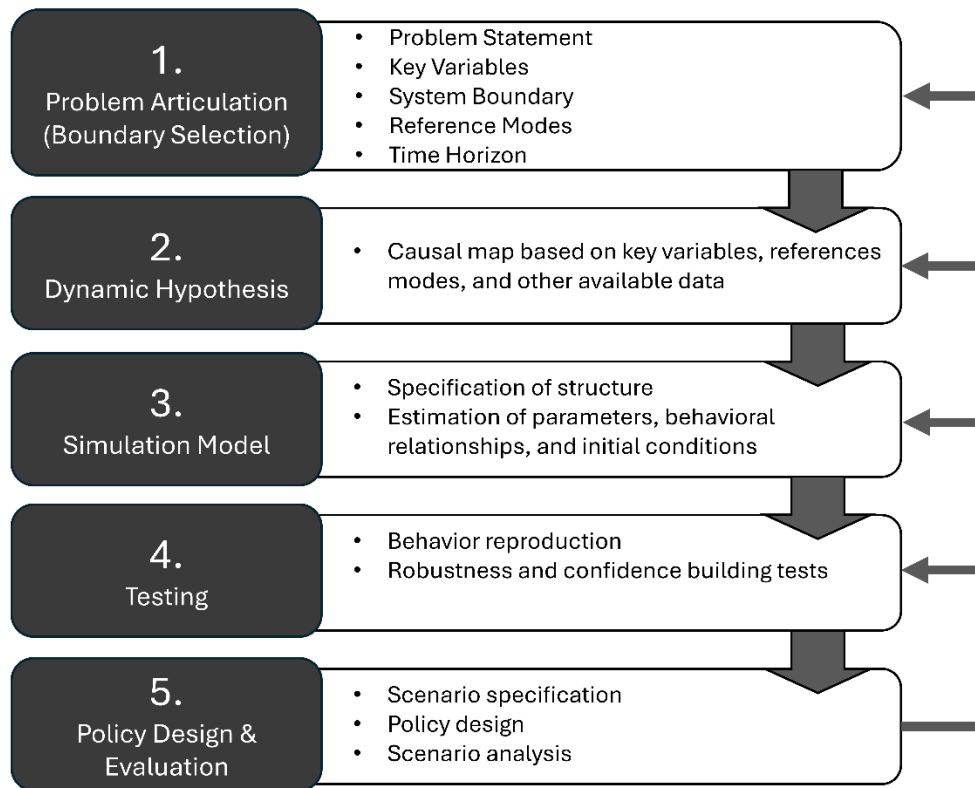 1.
Problem Articulation
(Boundary Selection)
• Problem Statement
• Key Variables
• System Boundary
• Reference Modes
• Time Horizon
2.
Dynamic Hypothesis
• Causal map based on key variables, references
modes, and other available data
3.
Simulation Model
• Specification of structure
• Estimation of parameters, behavioral
relationships, and initial conditions
4.
Testing
• Behavior reproduction
• Robustness and confidence building tests
5.
Policy Design &
Evaluation
• Scenario specification
• Policy design
• Scenario analysis